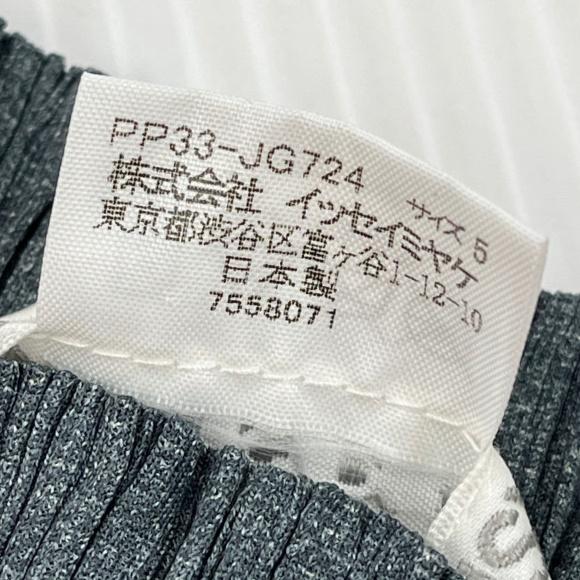 PP33-JG724 サイズ 5
株式会社 イッセイミヤケ
東京都渋谷区富ヶ谷1-12-10
日本製
7558071